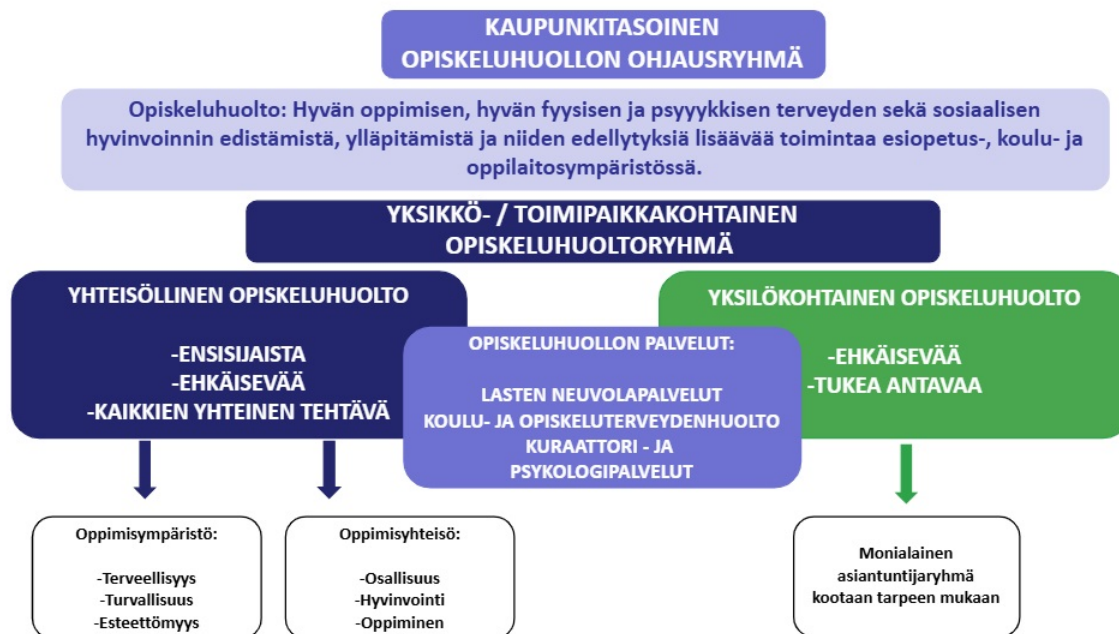 KAUPUNKITASOINEN
OPISKELUHUOLLON OHJAUSRYHMÄ
Opiskeluhuolto: Hyvän oppimisen, hyvän fyysisen ja psyyykkisen terveyden sekä sosiaalisen
hyvinvoinnin edistämistä, ylläpitämistä ja niiden edellytyksiä lisäävää toimintaa esiopetus-, koulu- ja
oppilaitosympäristössä.
YKSIKKÖ- / TOIMIPAIKKAKOHTAINEN
OPISKELUHUOLTORYHMÄ
YHTEISÖLLINEN OPISKELUHUOLTO
-ENSISIJAISTA
-EHKÄISEVÄÄ
-KAIKKIEN YHTEINEN TEHTÄVÄ
OPISKELUHUOLLON PALVELUT:
LASTEN NEUVOLAPALVELUT
KOULU- JA OPISKELUTERVEYDENHUOLTO
KURAATTORI - JA
PSYKOLOGIPALVELUT
YKSILÖKOHTAINEN OPISKELUHUOLTO
-EHKÄISEVÄÄ
-TUKEA ANTAVAA
Oppimisympäristö:
-Terveellisyys
-Turvallisuus
-Esteettömyys
Oppimisyhteisö:
-Osallisuus
-Hyvinvointi
-Oppiminen
Monialainen
asiantuntijaryhmä
kootaan tarpeen mukaan